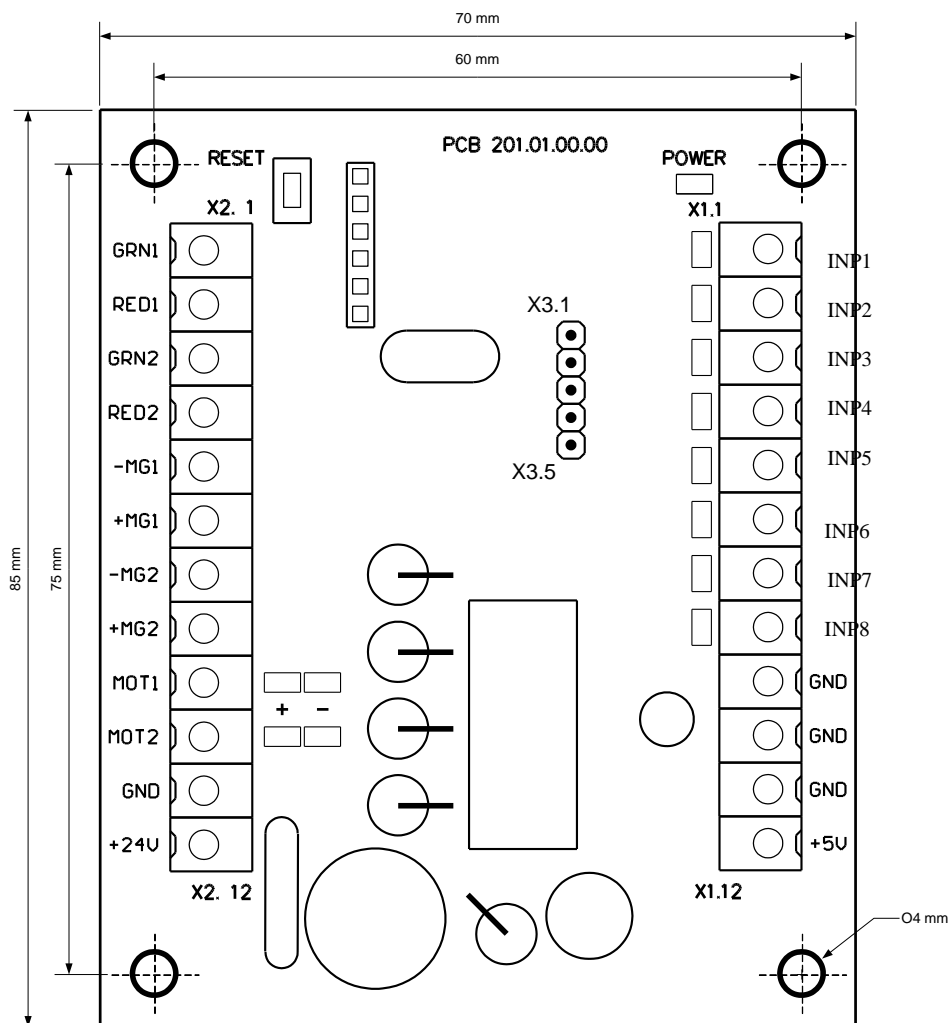 70 mm
60 mm
PCB 201.01.00.00
RESET
POWER
X2. 1
X1.1
GRN1
INP1
RED1
INP2
X3.1
GRN2
INP3
RED2
INP4
-MG1
INP5
X3.5
+MG1
INP6
-MG2
INP7
+MG2
INP8
MOT1
GND
+ -
MOT2
GND
GND
GND
+24V
+5V
X2. 12
X1.12
O4 mm
85 mm
75 mm